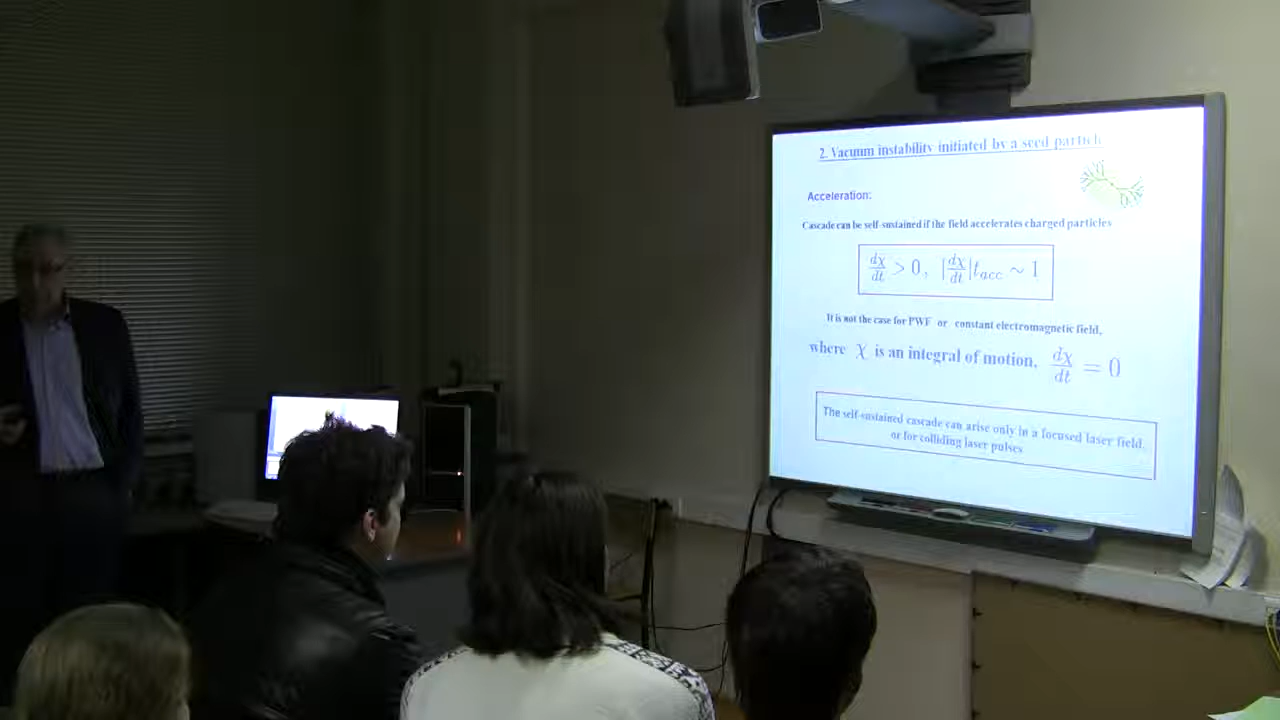 2. Vacuum instability initiated by a seed particle
Acceleration:
Cascade can be self-sustained if the field accelerates charged particles
dχ/dt > 0, |dχ/dt|t_acc ~ 1
It is not the case for PWF or constant electromagnetic field,
where χ is an integral of motion, dχ/dt = 0
The self-sustained cascade can arise only in a focused laser field,
or for colliding laser pulses